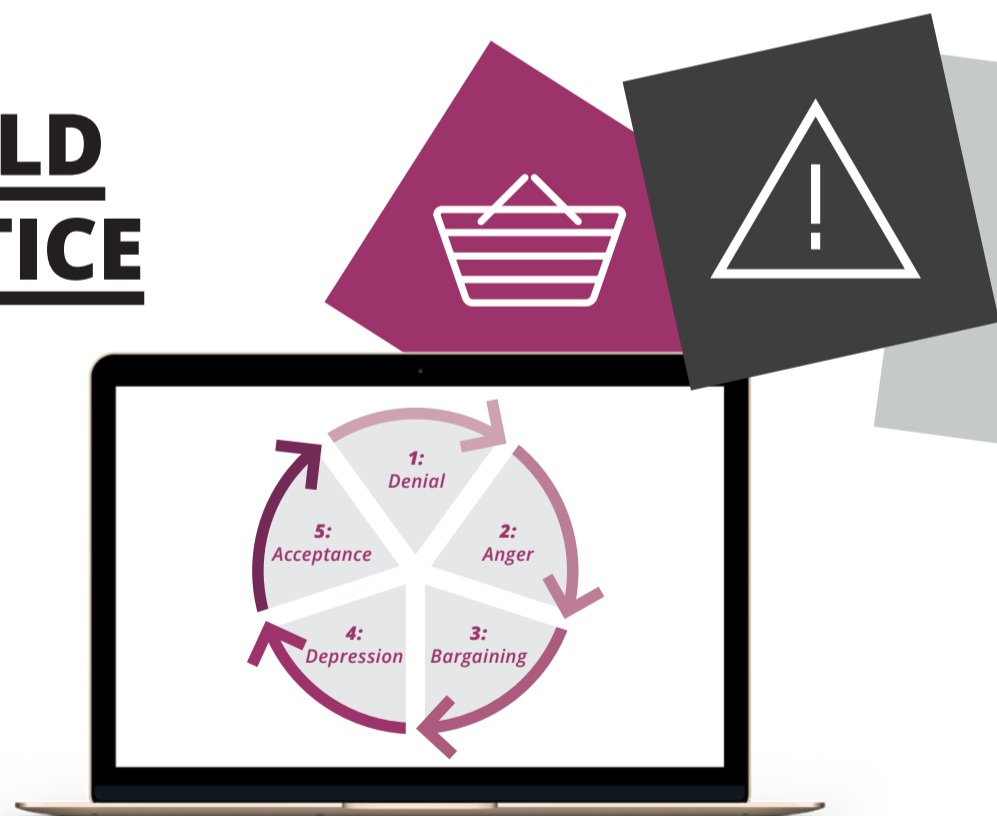 LD
TICE
1:
Denial
2:
Anger
3:
Bargaining
4:
Depression
5:
Acceptance